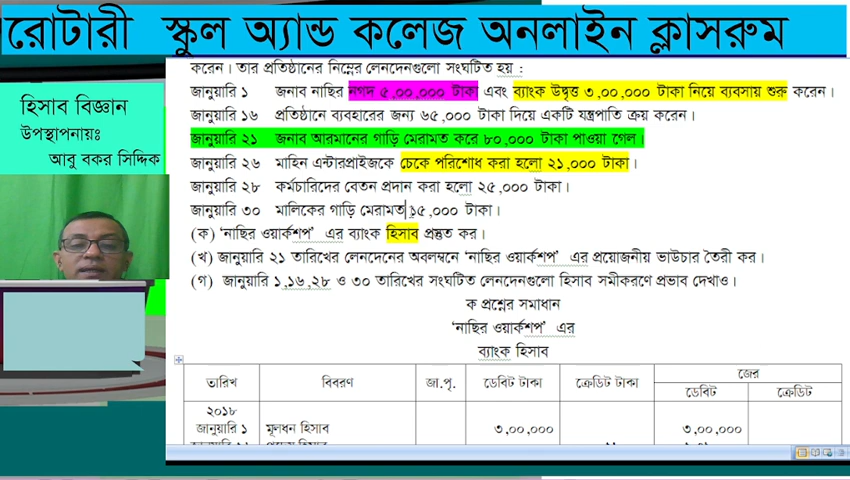 রোটারী স্কুল অ্যান্ড কলেজ অনলাইন ক্লাসরুম
হিসাব বিজ্ঞান
উপস্থাপনায়ঃ
আবু বকর সিদ্দিক
করেন। তার প্রতিষ্ঠানের নিম্নের লেনদেনগুলো সংঘটিত হয় :
জানুয়ারি ১ জনাব নাছির নগদ ৫,০০,০০০ টাকা এবং ব্যাংক উদ্বৃত্ত ৩,০০,০০০ টাকা নিয়ে ব্যবসায় শুরু করেন।
জানুয়ারি ১৬ প্রতিষ্ঠানে ব্যবহারের জন্য ৬৫,০০০ টাকা দিয়ে একটি যন্ত্রপাতি ক্রয় করেন।
জানুয়ারি ২১ জনাব আরমানের গাড়ি মেরামত করে ৮০,০০০ টাকা পাওয়া গেল।
জানুয়ারি ২৬ মাহিন এন্টারপ্রাইজকে চেকে পরিশোধ করা হলো ২১,০০০ টাকা।
জানুয়ারি ২৮ কর্মচারিদের বেতন প্রদান করা হলো ২৫,০০০ টাকা।
জানুয়ারি ৩০ মালিকের গাড়ি মেরামত ১৫,০০০ টাকা।
(ক) ‘নাছির ওয়ার্কশপ’ এর ব্যাংক হিসাব প্রস্তুত কর।
(খ) জানুয়ারি ২১ তারিখের লেনদেনের অবলম্বনে ‘নাছির ওয়ার্কশপ’ এর প্রয়োজনীয় ভাউচার তৈরী কর।
(গ) জানুয়ারি ১,১৬,২৮ ও ৩০ তারিখের সংঘটিত লেনদেনগুলো হিসাব সমীকরণে প্রভাব দেখাও।
ক প্রশ্নের সমাধান
‘নাছির ওয়ার্কশপ’ এর
ব্যাংক হিসাব
তারিখ বিবরণ জা.পৃ. ডেবিট টাকা ক্রেডিট টাকা জের
ডেবিট ক্রেডিট
২০১৮
জানুয়ারি ১ মূলধন হিসাব ৩,০০,০০০ ৩,০০,০০০